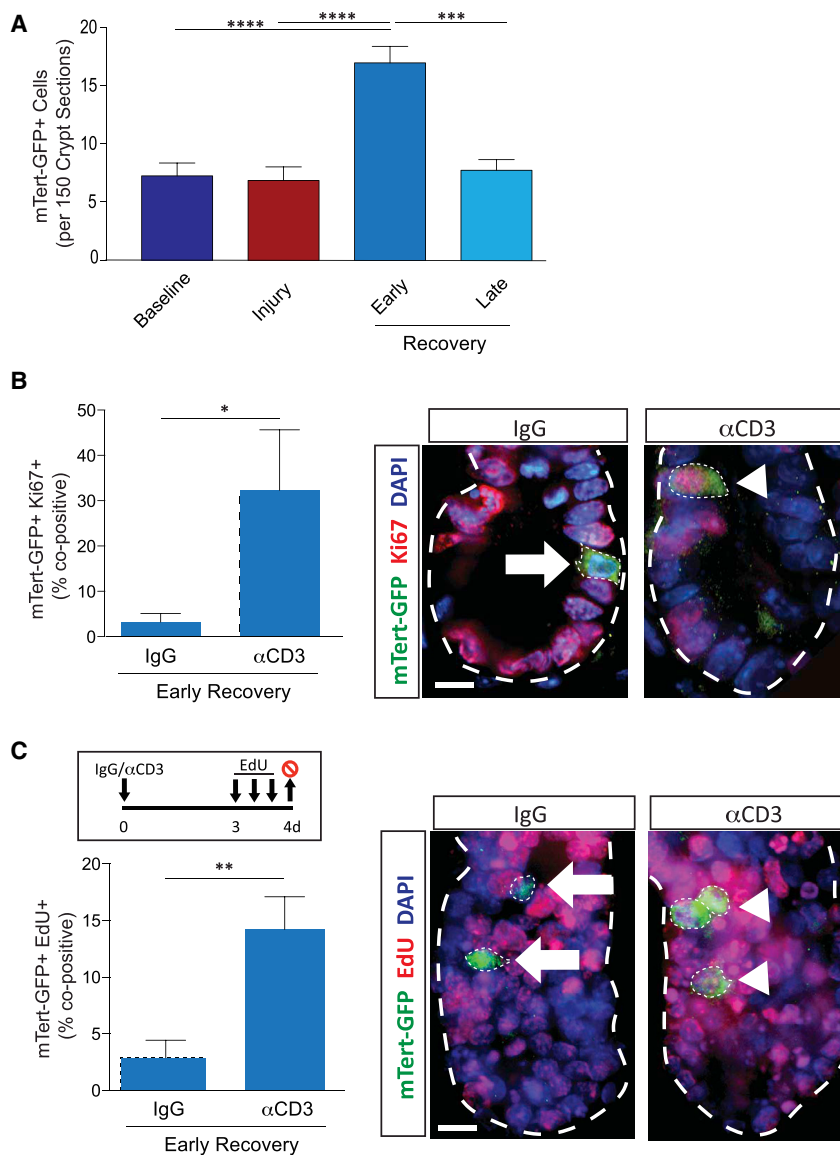 A
**** **** ***
mTert-GFP+ Cells
(per 150 Crypt Sections)
20
15
10
5
0
Baseline
Injury
Early
Late
Recovery
B
mTert-GFP+ Ki67+
(% co-positive)
50
40
30
20
10
0
*
IgG
αCD3
Early Recovery
mTert-GFP Ki67 DAPI
IgG
αCD3
C
IgG/αCD3
EdU
0
3
4d
mTert-GFP+ EdU+
(% co-positive)
20
15
10
5
0
**
IgG
αCD3
Early Recovery
mTert-GFP EdU DAPI
IgG
αCD3